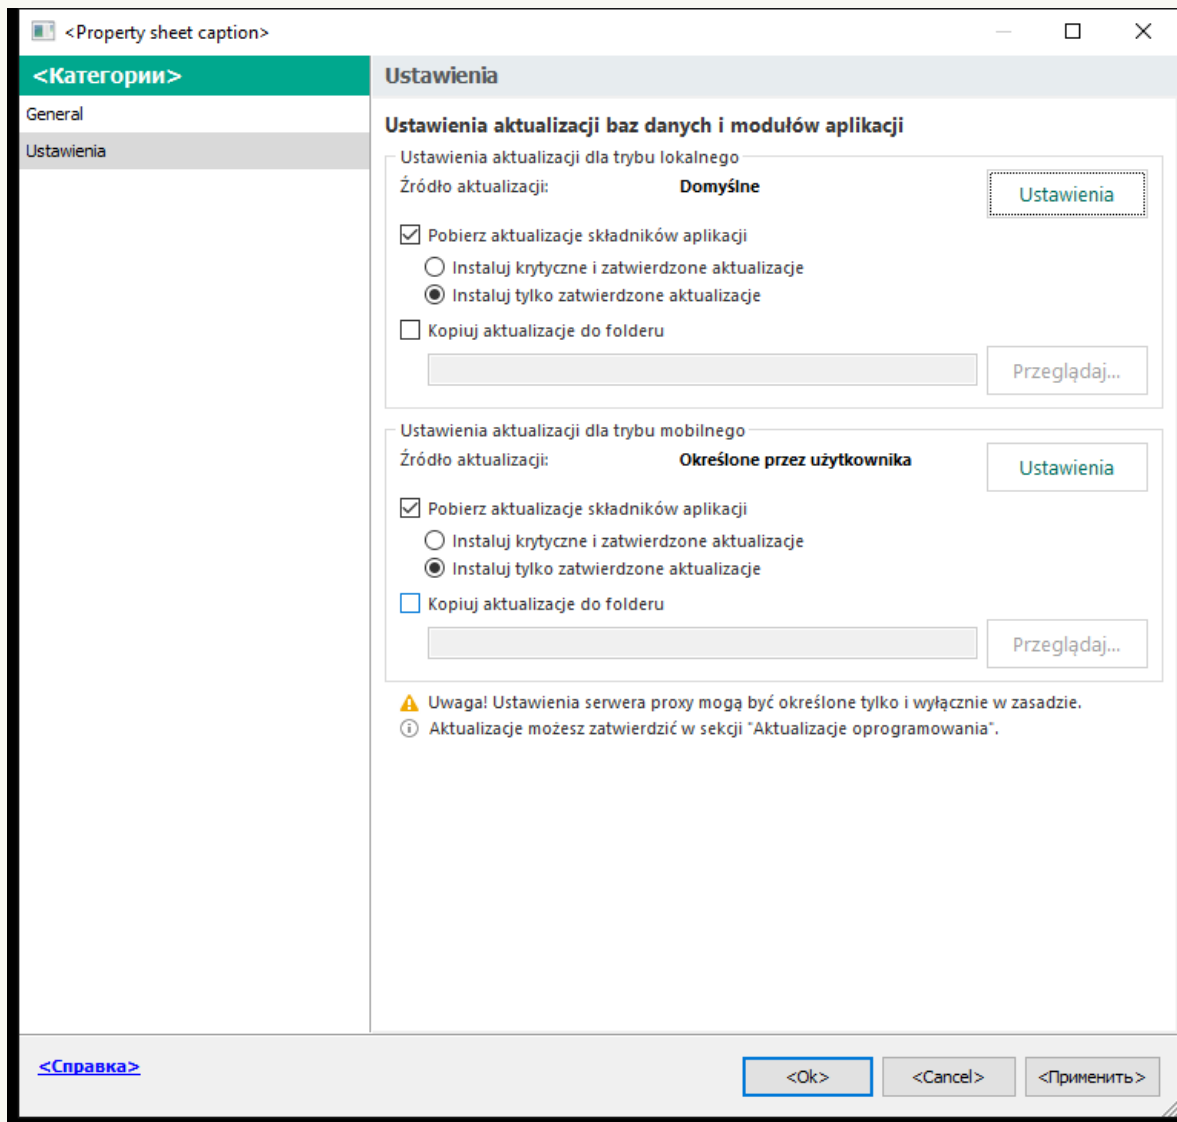 <Property sheet caption>
<Категории>
General
Ustawienia
Ustawienia
Ustawienia aktualizacji baz danych i modułów aplikacji
Ustawienia aktualizacji dla trybu lokalnego
Źródło aktualizacji: Domyślne
Ustawienia
Pobierz aktualizacje składników aplikacji
Instaluj krytyczne i zatwierdzone aktualizacje
Instaluj tylko zatwierdzone aktualizacje
Kopiuj aktualizacje do folderu
Przeglądaj...
Ustawienia aktualizacji dla trybu mobilnego
Źródło aktualizacji: Określone przez użytkownika
Ustawienia
Pobierz aktualizacje składników aplikacji
Instaluj krytyczne i zatwierdzone aktualizacje
Instaluj tylko zatwierdzone aktualizacje
Kopiuj aktualizacje do folderu
Przeglądaj...
Uwaga! Ustawienia serwera proxy mogą być określone tylko i wyłącznie w zasadzie.
Aktualizacje możesz zatwierdzić w sekcji "Aktualizacje oprogramowania".
<Справка>
<Ok> <Cancel> <Применить>